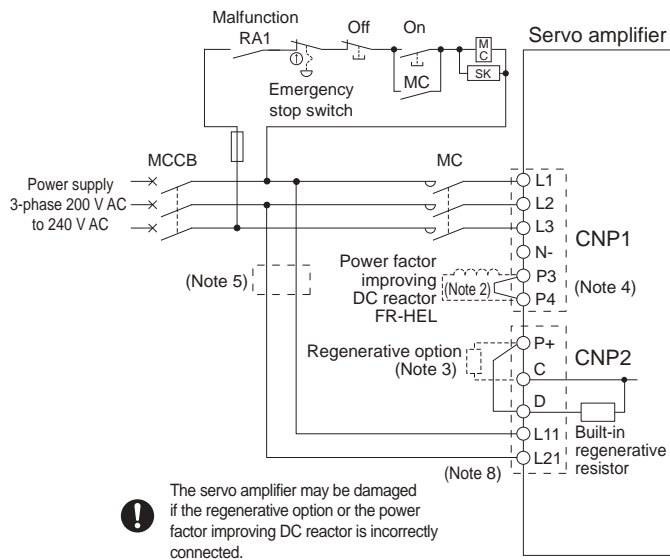 Malfunction
RA1
Off
On
MC
SK
MC
Emergency
stop switch
Servo amplifier
MCCB
MC
Power supply
3-phase 200 V AC
to 240 V AC
L1
L2
L3
N-
P3
P4
CNP1
(Note 4)
(Note 5)
Power factor
improving
DC reactor
FR-HEL
(Note 2)
Regenerative option
(Note 3)
P+
C
D
L11
L21
CNP2
Built-in
regenerative
resistor
(Note 8)
The servo amplifier may be damaged
if the regenerative option or the power
factor improving DC reactor is incorrectly
connected.